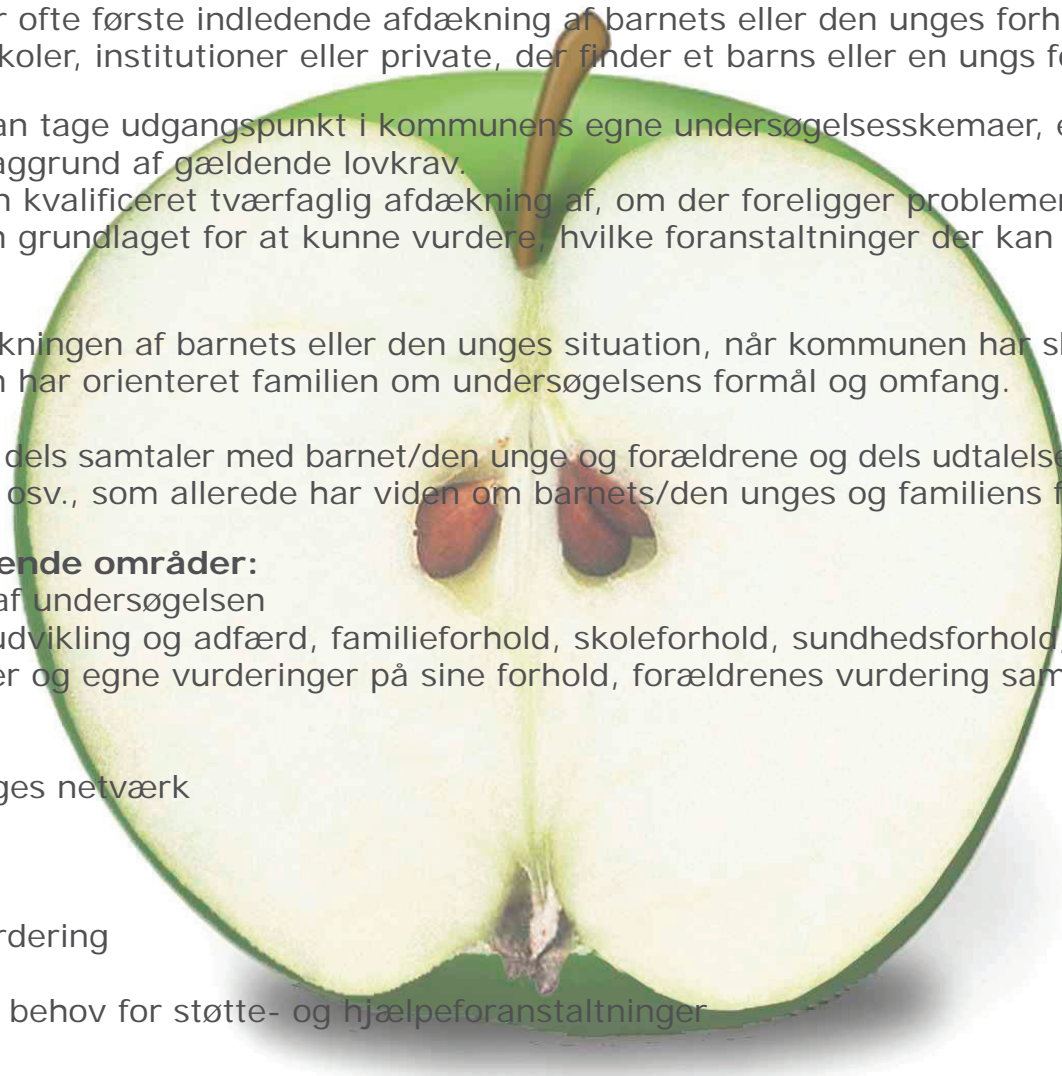 r ofte første indledende afdækning af barnets eller den unges forh
koler, institutioner eller private, der finder et barns eller en ungs f
an tage udgangspunkt i kommunens egne undersøgelsesskemaer, e
aggrund af gældende lovkrav.
n kvalificeret tværfaglig afdækning af, om der foreligger problemer
n grundlaget for at kunne vurdere, hvilke foranstaltninger der kan
kningen af barnets eller den unges situation, når kommunen har s
n har orienteret familien om undersøgelsens formål og omfang.
dels samtaler med barnet/den unge og forældrene og dels udtalelse
osv., som allerede har viden om barnets/den unges og familiens f
ende områder:
af undersøgelsen
udvikling og adfærd, familieforhold, skoleforhold, sundhedsforhold,
er og egne vurderinger på sine forhold, forældrenes vurdering sam
ges netværk
rdering
behov for støtte- og hjælpeforanstaltninger